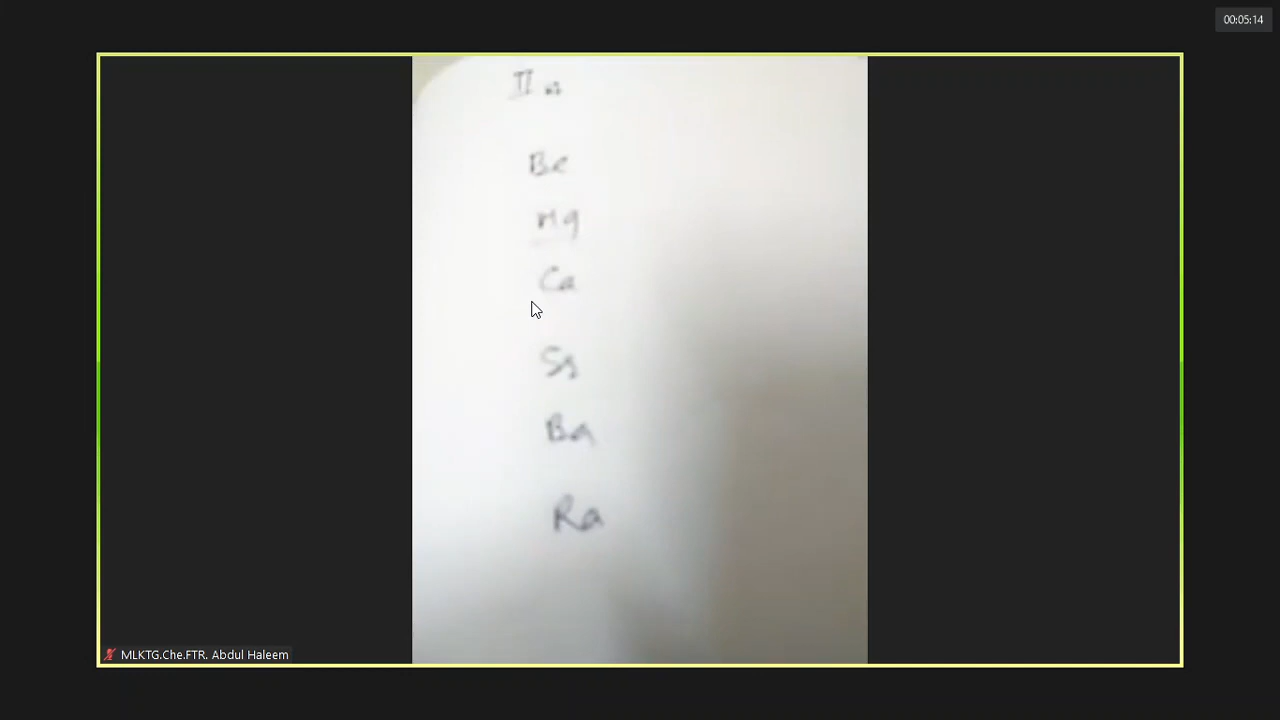 00:05:14
II
Be
Mg
Ca
Sr
Ba
Ra
MLKTG.Che.FTR. Abdul Haleem